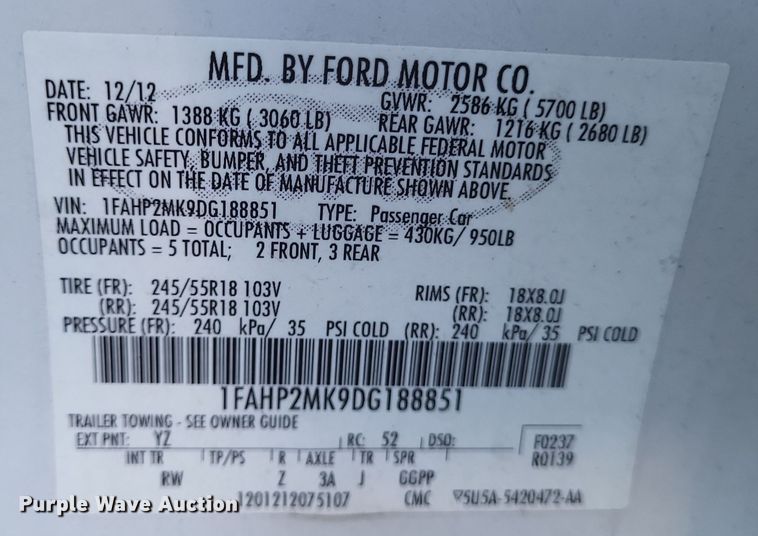 MFD. BY FORD MOTOR CO.
DATE: 12/12 GVWR: 2586 KG ( 5700 LB)
FRONT GAWR: 1388 KG ( 3060 LB) REAR GAWR: 1216 KG ( 2680 LB)
THIS VEHICLE CONFORMS TO ALL APPLICABLE FEDERAL MOTOR
VEHICLE SAFETY, BUMPER, AND THEFT PREVENTION STANDARDS
IN EFFECT ON THE DATE OF MANUFACTURE SHOWN ABOVE.
VIN: 1FAHP2MK9DG188851 TYPE: Passenger Car
MAXIMUM LOAD = OCCUPANTS + LUGGAGE = 430KG/ 950LB
OCCUPANTS = 5 TOTAL; 2 FRONT, 3 REAR
TIRE (FR): 245/55R18 103V RIMS (FR): 18X8.0J
(RR): 245/55R18 103V (RR): 18X8.0J
PRESSURE (FR): 240 kPa/ 35 PSI COLD (RR): 240 kPa/ 35 PSI COLD
1FAHP2MK9DG188851
TRAILER TOWING - SEE OWNER GUIDE
EXT PNT: YZ RC: 52 DSO: F0237
INT TR TP/PS R AXLE TR SPR R0139
RW Z 3A J GGPP
1201212075107 CMC 5U5A-5420472-AA
Purple Wave Auction